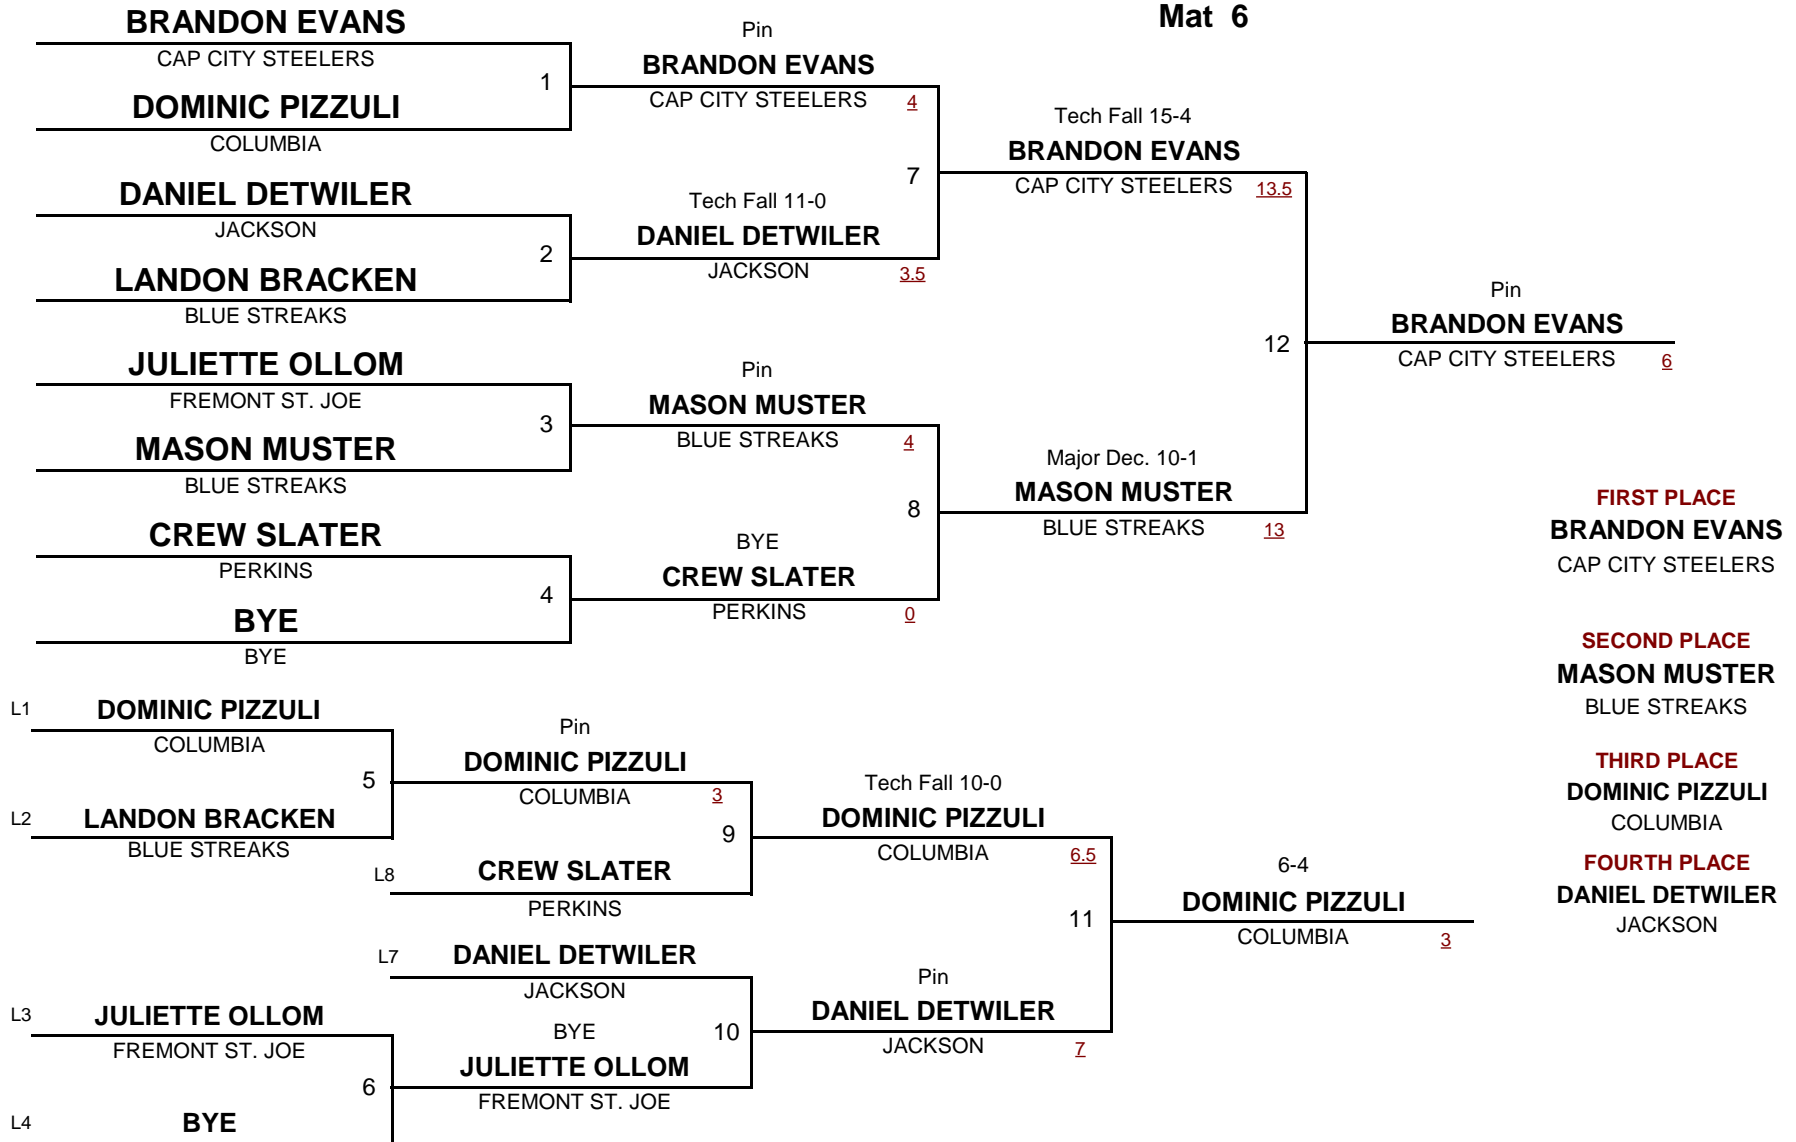 Mat 6
BRANDON EVANS
CAP CITY STEELERS
1
DOMINIC PIZZULI
COLUMBIA
DANIEL DETWILER
JACKSON
2
LANDON BRACKEN
BLUE STREAKS
JULIETTE OLLOM
FREMONT ST. JOE
3
MASON MUSTER
BLUE STREAKS
CREW SLATER
PERKINS
4
BYE
BYE
Pin
BRANDON EVANS
CAP CITY STEELERS 4
7
Tech Fall 11-0
DANIEL DETWILER
JACKSON 3.5
Pin
MASON MUSTER
BLUE STREAKS 4
8
BYE
CREW SLATER
PERKINS 0
Tech Fall 15-4
BRANDON EVANS
CAP CITY STEELERS 13.5
12
Major Dec. 10-1
MASON MUSTER
BLUE STREAKS 13
Pin
BRANDON EVANS
CAP CITY STEELERS 6
FIRST PLACE
BRANDON EVANS
CAP CITY STEELERS
SECOND PLACE
MASON MUSTER
BLUE STREAKS
THIRD PLACE
DOMINIC PIZZULI
COLUMBIA
FOURTH PLACE
DANIEL DETWILER
JACKSON
L1 DOMINIC PIZZULI
COLUMBIA
5
L2 LANDON BRACKEN
BLUE STREAKS
L3 JULIETTE OLLOM
FREMONT ST. JOE
6
L4 BYE
Pin
DOMINIC PIZZULI
COLUMBIA 3
9
L8 CREW SLATER
PERKINS
L7 DANIEL DETWILER
JACKSON
BYE 10
JULIETTE OLLOM
FREMONT ST. JOE
Tech Fall 10-0
DOMINIC PIZZULI
COLUMBIA 6.5
11
Pin
DANIEL DETWILER
JACKSON 7
6-4
DOMINIC PIZZULI
COLUMBIA 3